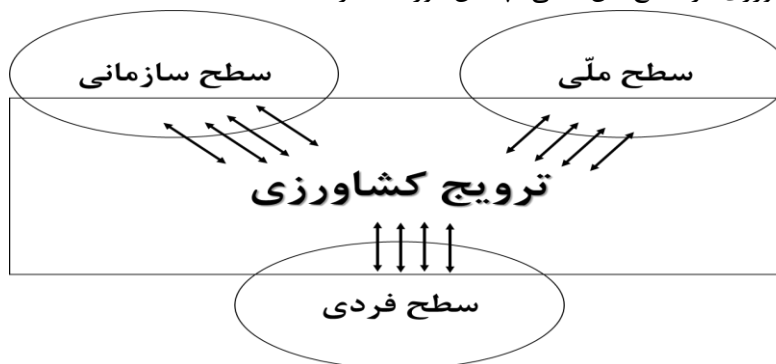 سطح ملّی
سطح سازمانی
ترویج کشاورزی
سطح فردی